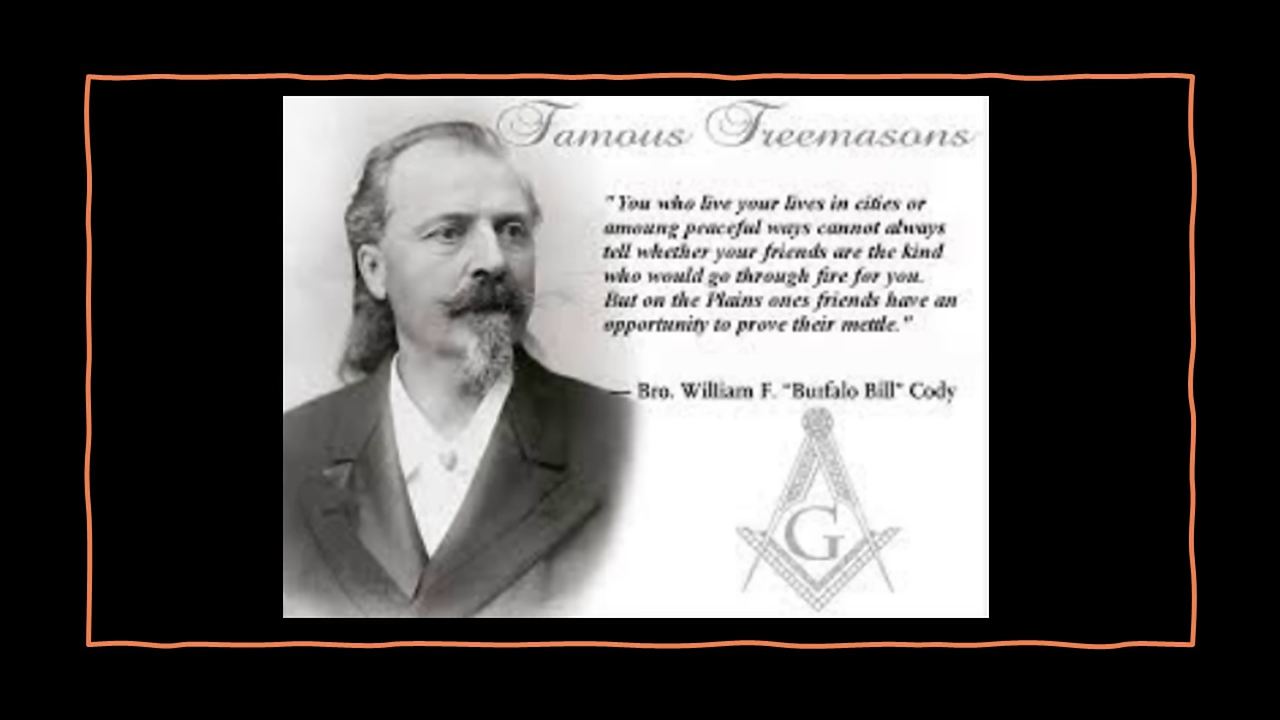 Famous Freemasons
"You who live your lives in cities or
amoung peaceful ways cannot always
tell whether your friends are the kind
who would go through fire for you.
But on the Plains ones friends have an
opportunity to prove their mettle."
— Bro. William F. "Buffalo Bill" Cody
G